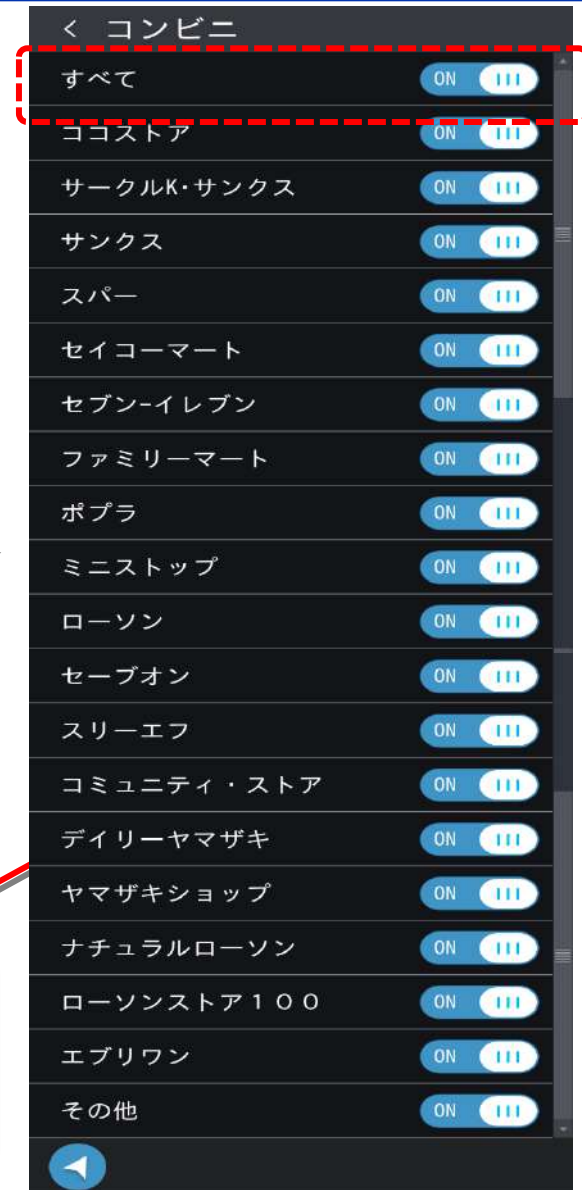 < コンビニ
すべて ON
ココストア ON
サークルK・サンクス ON
サンクス ON
スパー ON
セイコーマート ON
セブン-イレブン ON
ファミリーマート ON
ポプラ ON
ミニストップ ON
ローソン ON
セーブオン ON
スリーエフ ON
コミュニティ・ストア ON
デイリーヤマザキ ON
ヤマザキショップ ON
ナチュラルローソン ON
ローソンストア１００ ON
エブリワン ON
その他 ON